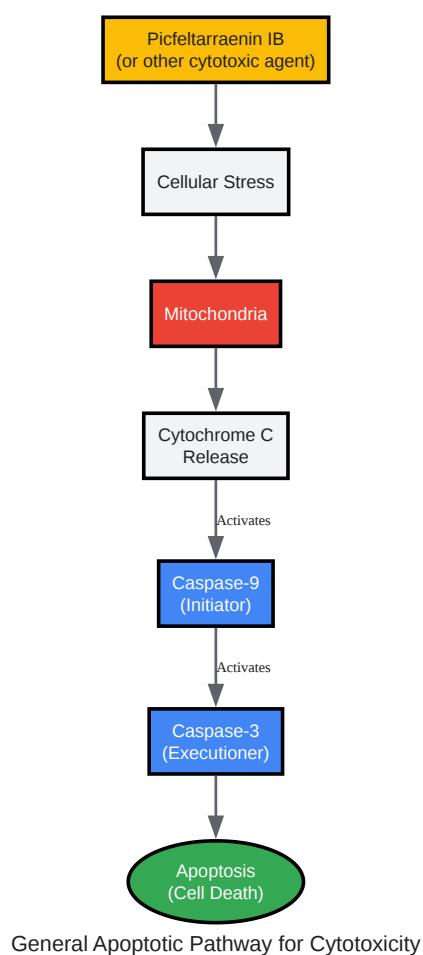 Picfeltarraenin IB
(or other cytotoxic agent)
Cellular Stress
Mitochondria
Cytochrome C
Release
Activates
Caspase-9
(Initiator)
Activates
Caspase-3
(Executioner)
Apoptosis
(Cell Death)
General Apoptotic Pathway for Cytotoxicity